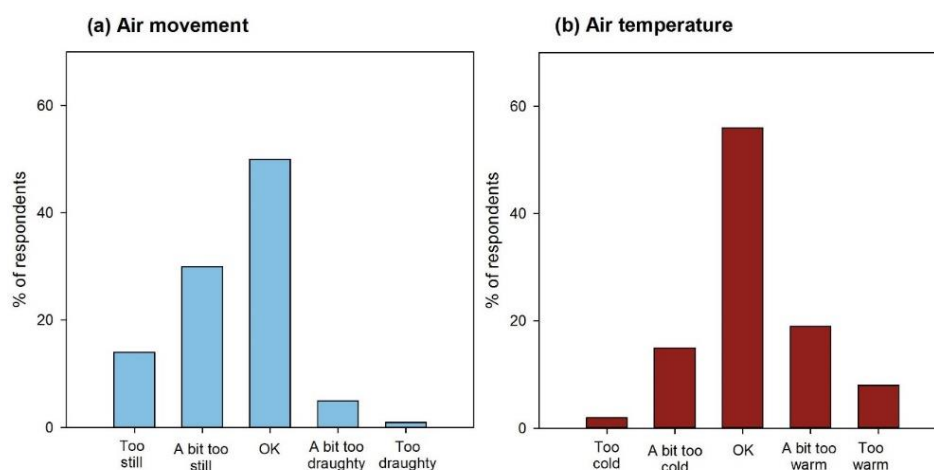 (a) Air movement
% of respondents
60
40
20
0
Too
still
A bit too
still
OK
A bit too
draughty
Too
draughty
(b) Air temperature
% of respondents
60
40
20
0
Too
cold
A bit too
cold
OK
A bit too
warm
Too
warm